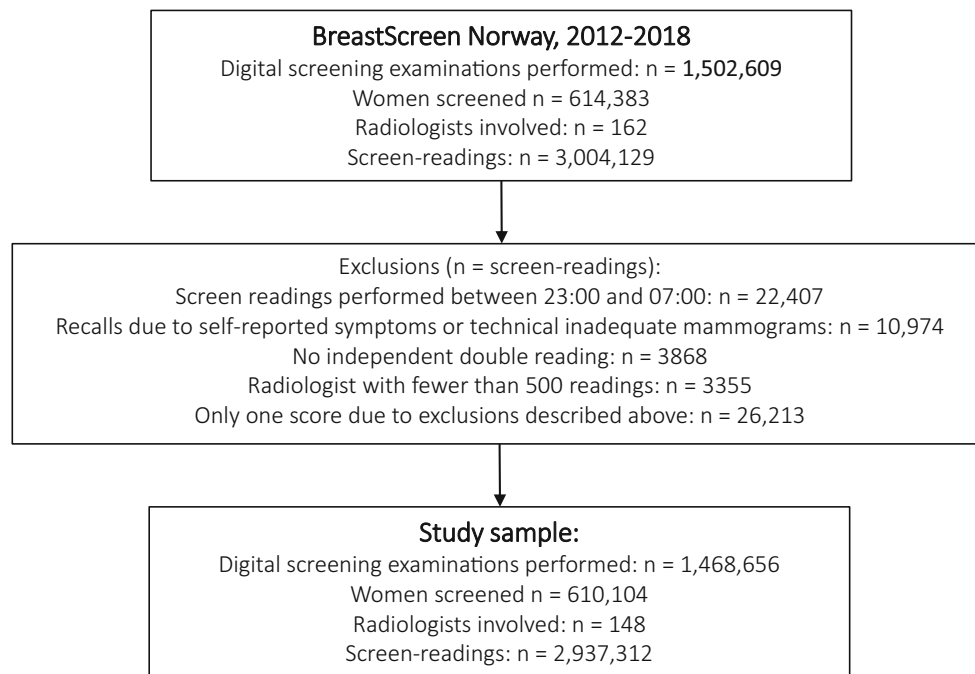 BreastScreen Norway, 2012-2018
Digital screening examinations performed: n = 1,502,609
Women screened n = 614,383
Radiologists involved: n = 162
Screen-readings: n = 3,004,129
Exclusions (n = screen-readings):
Screen readings performed between 23:00 and 07:00: n = 22,407
Recalls due to self-reported symptoms or technical inadequate mammograms: n = 10,974
No independent double reading: n = 3868
Radiologist with fewer than 500 readings: n = 3355
Only one score due to exclusions described above: n = 26,213
Study sample:
Digital screening examinations performed: n = 1,468,656
Women screened n = 610,104
Radiologists involved: n = 148
Screen-readings: n = 2,937,312